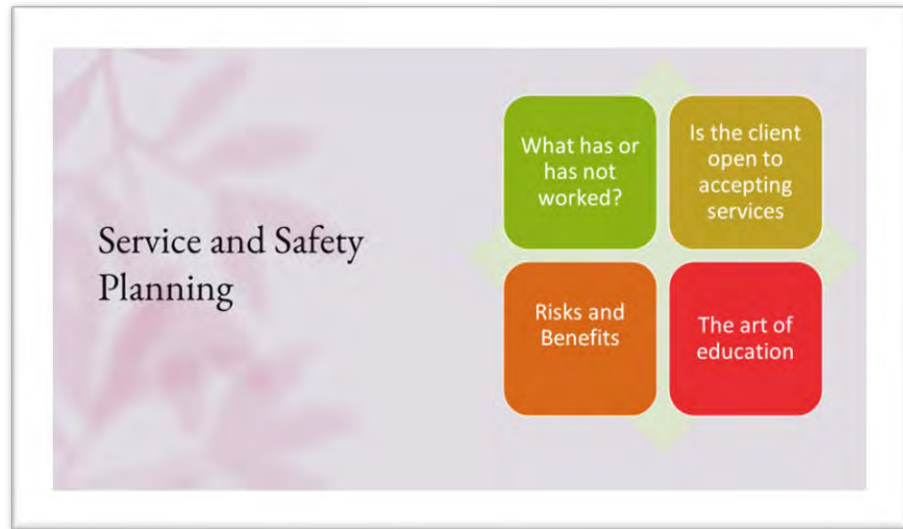 Service and Safety
Planning
What has or
has not
worked?
Is the client
open to
accepting
services
Risks and
Benefits
The art of
education